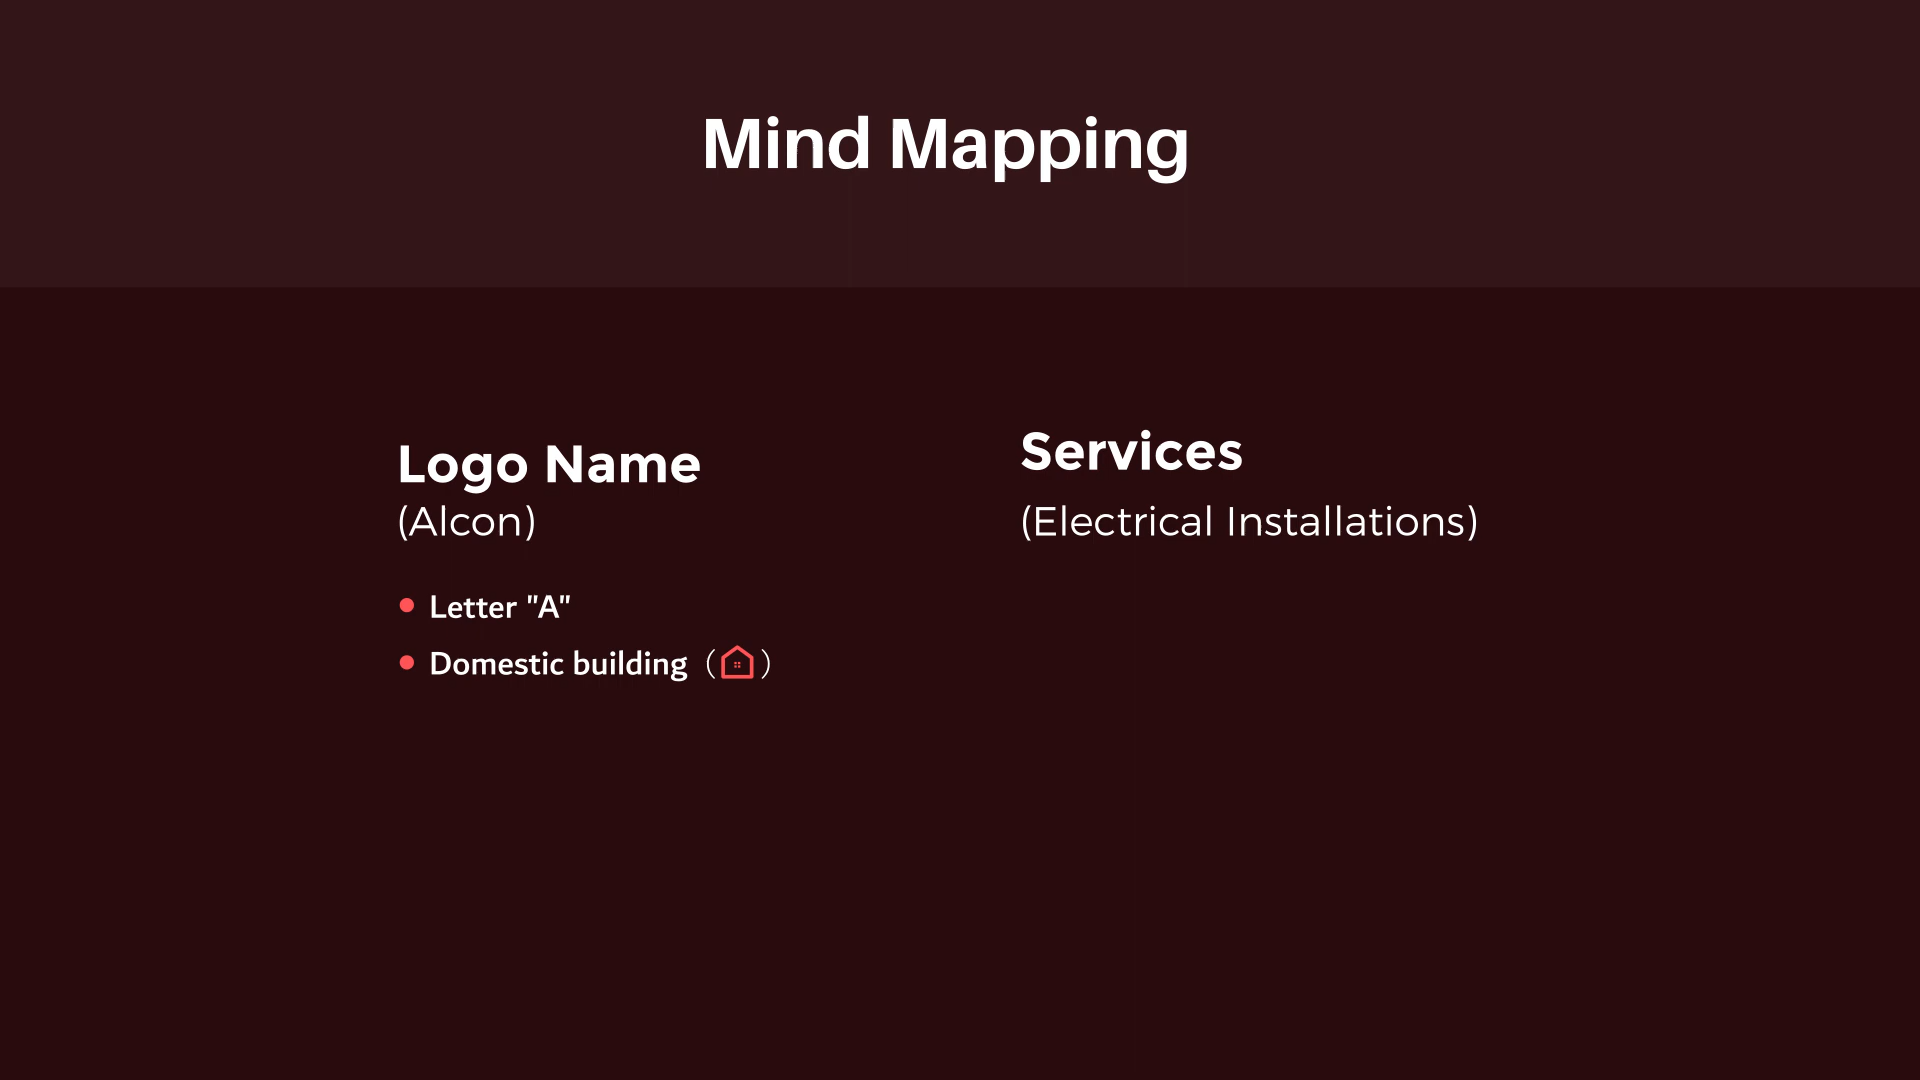 Mind Mapping
Logo Name
(Alcon)
Letter "A"
Domestic building ( )
Services
(Electrical Installations)